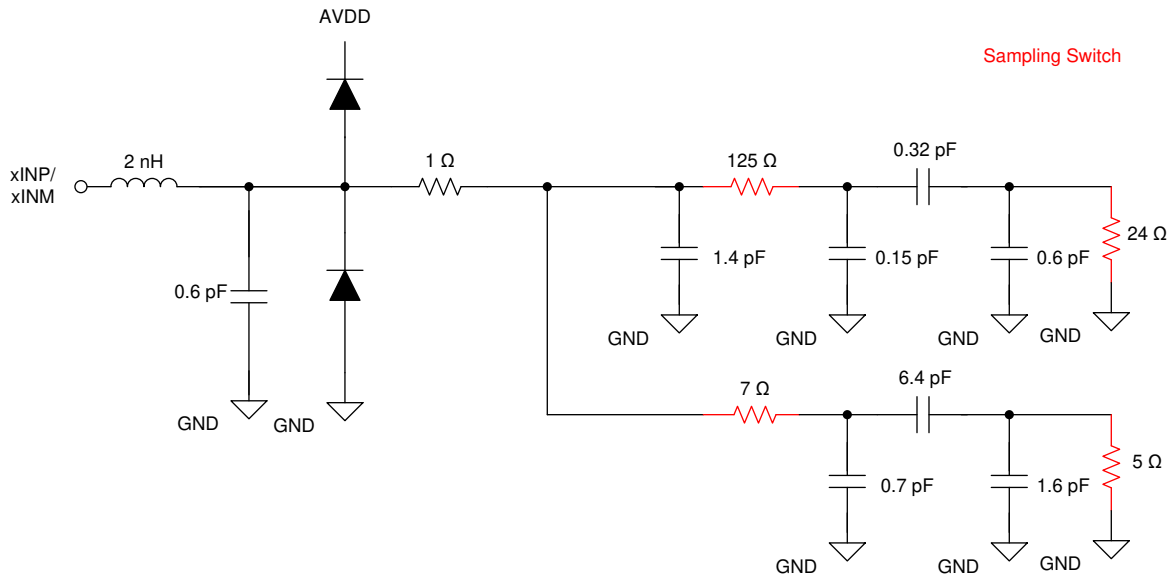 AVDD
Sampling Switch
xINP/
xINM
2 nH
1 Ω
125 Ω
0.32 pF
24 Ω
0.6 pF
1.4 pF
0.15 pF
0.6 pF
GND
GND
GND
GND
7 Ω
6.4 pF
GND
GND
5 Ω
0.7 pF
1.6 pF
GND
GND
GND